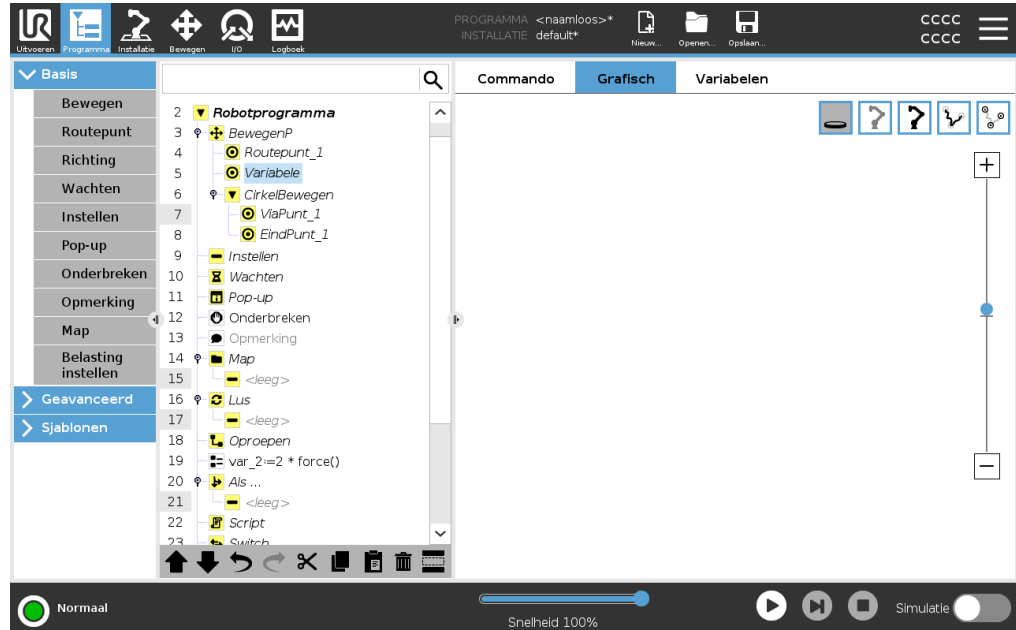 PROGRAMMA <naamloos>*
INSTALLATIE default*
UR
Uitvoeren
Programma
Installatie
Bewegen
I/O
Logboek
Nieuw...
Openen...
Opslaan...
CCCC
CCCC
Basis
Bewegen
Routepunt
Richting
Wachten
Instellen
Pop-up
Onderbreken
Opmerking
Map
Belasting
instellen
Geavanceerd
Sjablonen
2 Robotprogramma
3 BewegenP
4 Routepunt_1
5 Variabele
6 CirkelBewegen
7 ViaPunt_1
8 EindPunt_1
9 Instellen
10 Wachten
11 Pop-up
12 Onderbreken
13 Opmerking
14 Map
15 <leeg>
16 Lus
17 <leeg>
18 Oproepen
19 var_2:=2 * force()
20 Als ...
21 <leeg>
22 Script
23 Switch
Commando
Grafisch
Variabelen
Normaal
Snelheid 100%
Simulatie